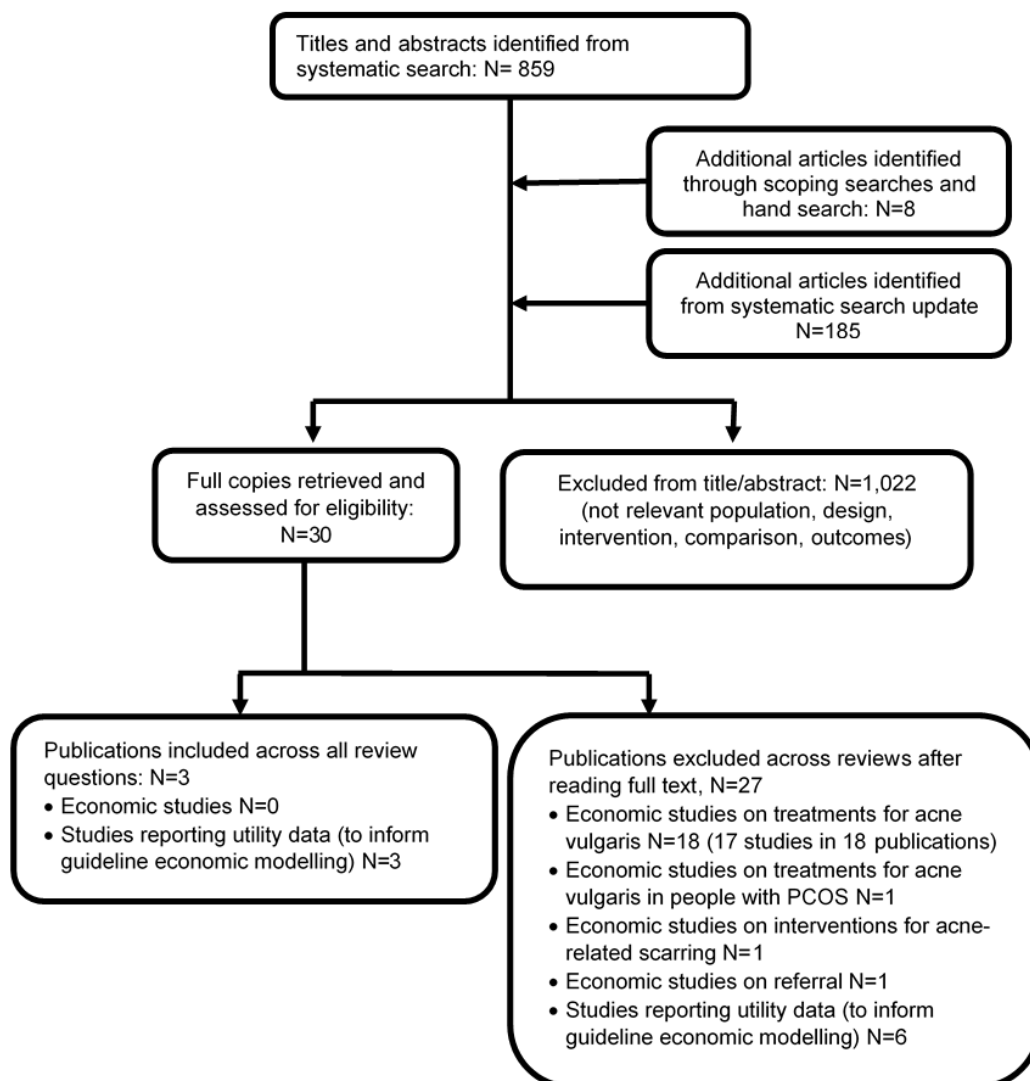 Titles and abstracts identified from
systematic search: N= 859
Additional articles identified
through scoping searches and
hand search: N=8
Additional articles identified
from systematic search update
N=185
Full copies retrieved and
assessed for eligibility:
N=30
Excluded from title/abstract: N=1,022
(not relevant population, design,
intervention, comparison, outcomes)
Publications included across all review
questions: N=3
• Economic studies N=0
• Studies reporting utility data (to inform
guideline economic modelling) N=3
Publications excluded across reviews after
reading full text, N=27
• Economic studies on treatments for acne
vulgaris N=18 (17 studies in 18 publications)
• Economic studies on treatments for acne
vulgaris in people with PCOS N=1
• Economic studies on interventions for acne-
related scarring N=1
• Economic studies on referral N=1
• Studies reporting utility data (to inform
guideline economic modelling) N=6